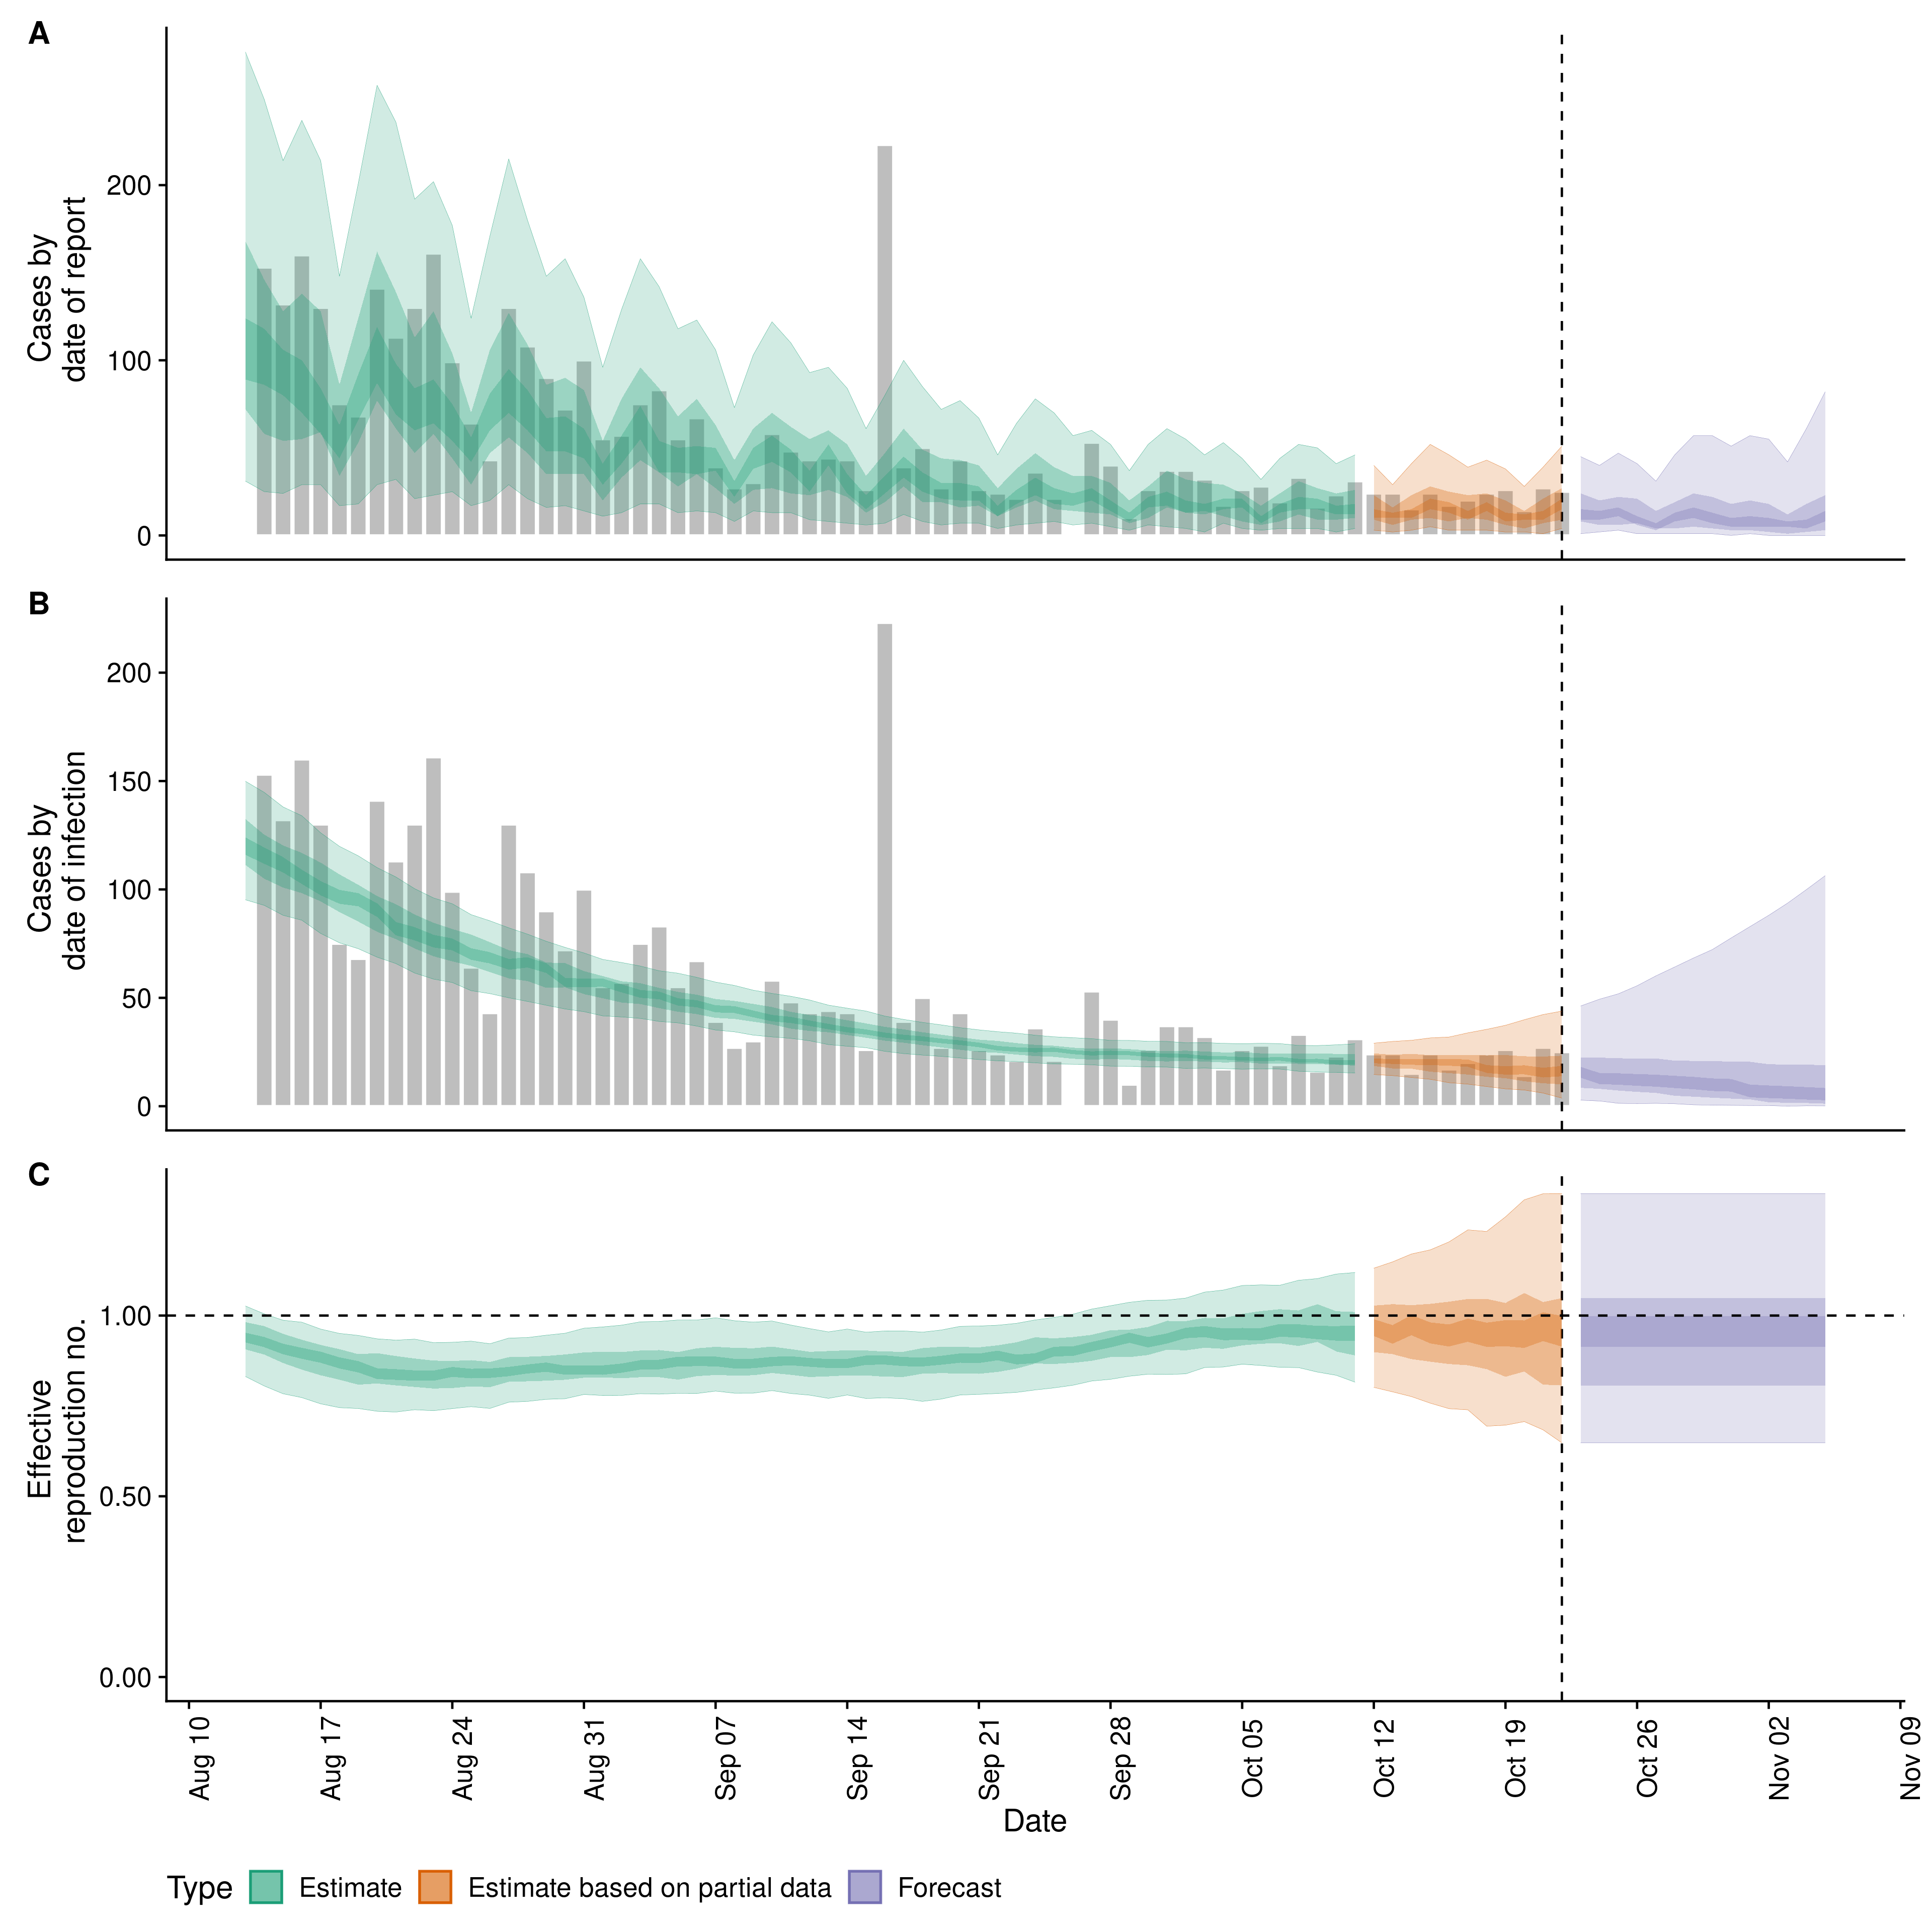 A
Cases by
date of report
200
100
0
B
Cases by
date of infection
200
150
100
50
0
C
Effective
reproduction no.
1.00
0.50
0.00
Aug 10
Aug 17
Aug 24
Aug 31
Sep 07
Sep 14
Sep 21
Sep 28
Oct 05
Oct 12
Oct 19
Oct 26
Nov 02
Nov 09
Date
Type Estimate Estimate based on partial data Forecast